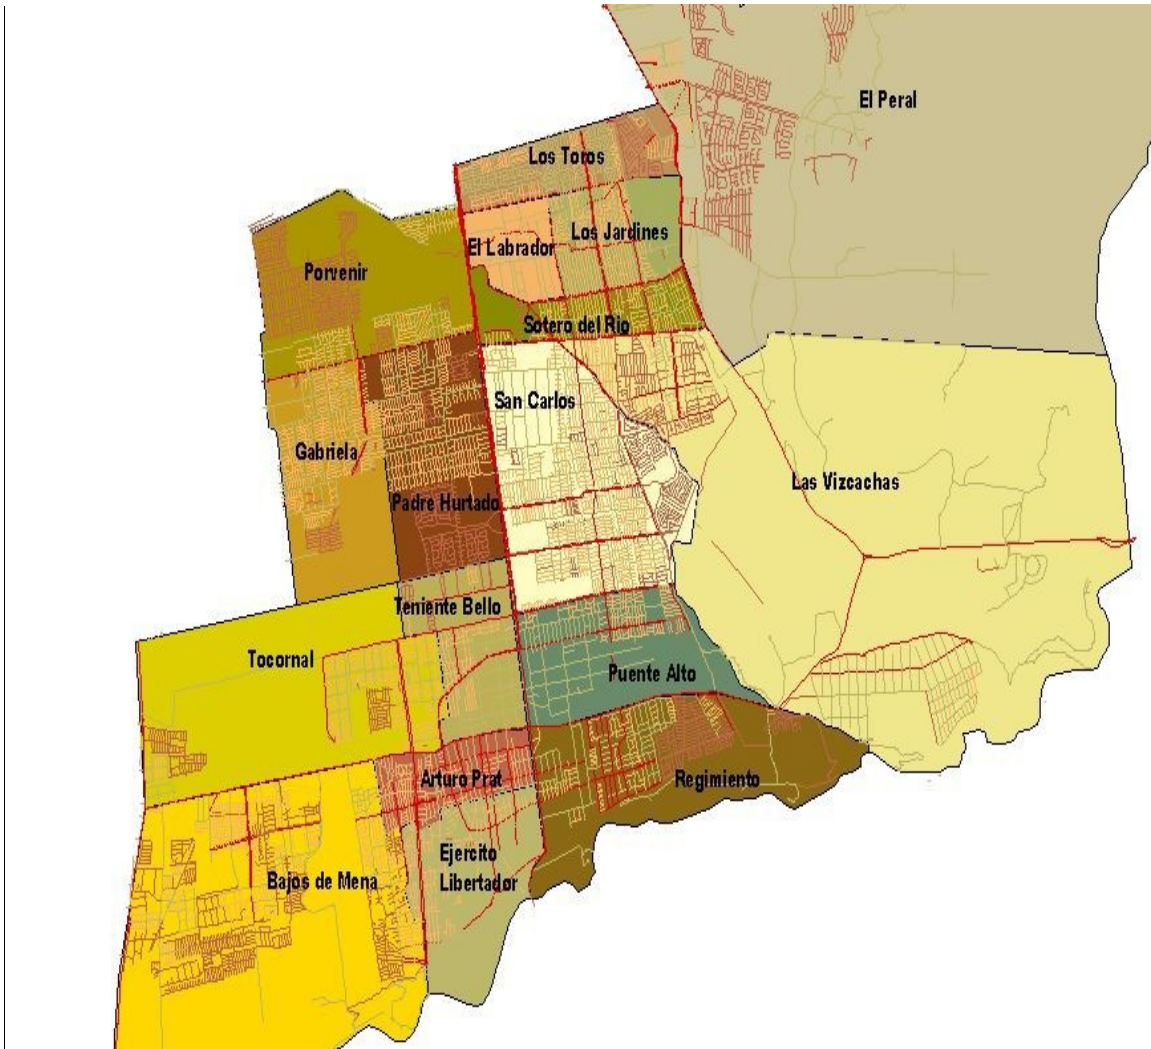 El Peral
Los Toros
Los Jardines
El Labrador
Porvenir
Sotero del Rio
San Carlos
Gabriela
Las Vizcachas
Padre Hurtado
Teniente Bello
Tocornal
Puente Alto
Arturo Prat
Regimiento
Ejercito
Libertador
Bajos de Mena